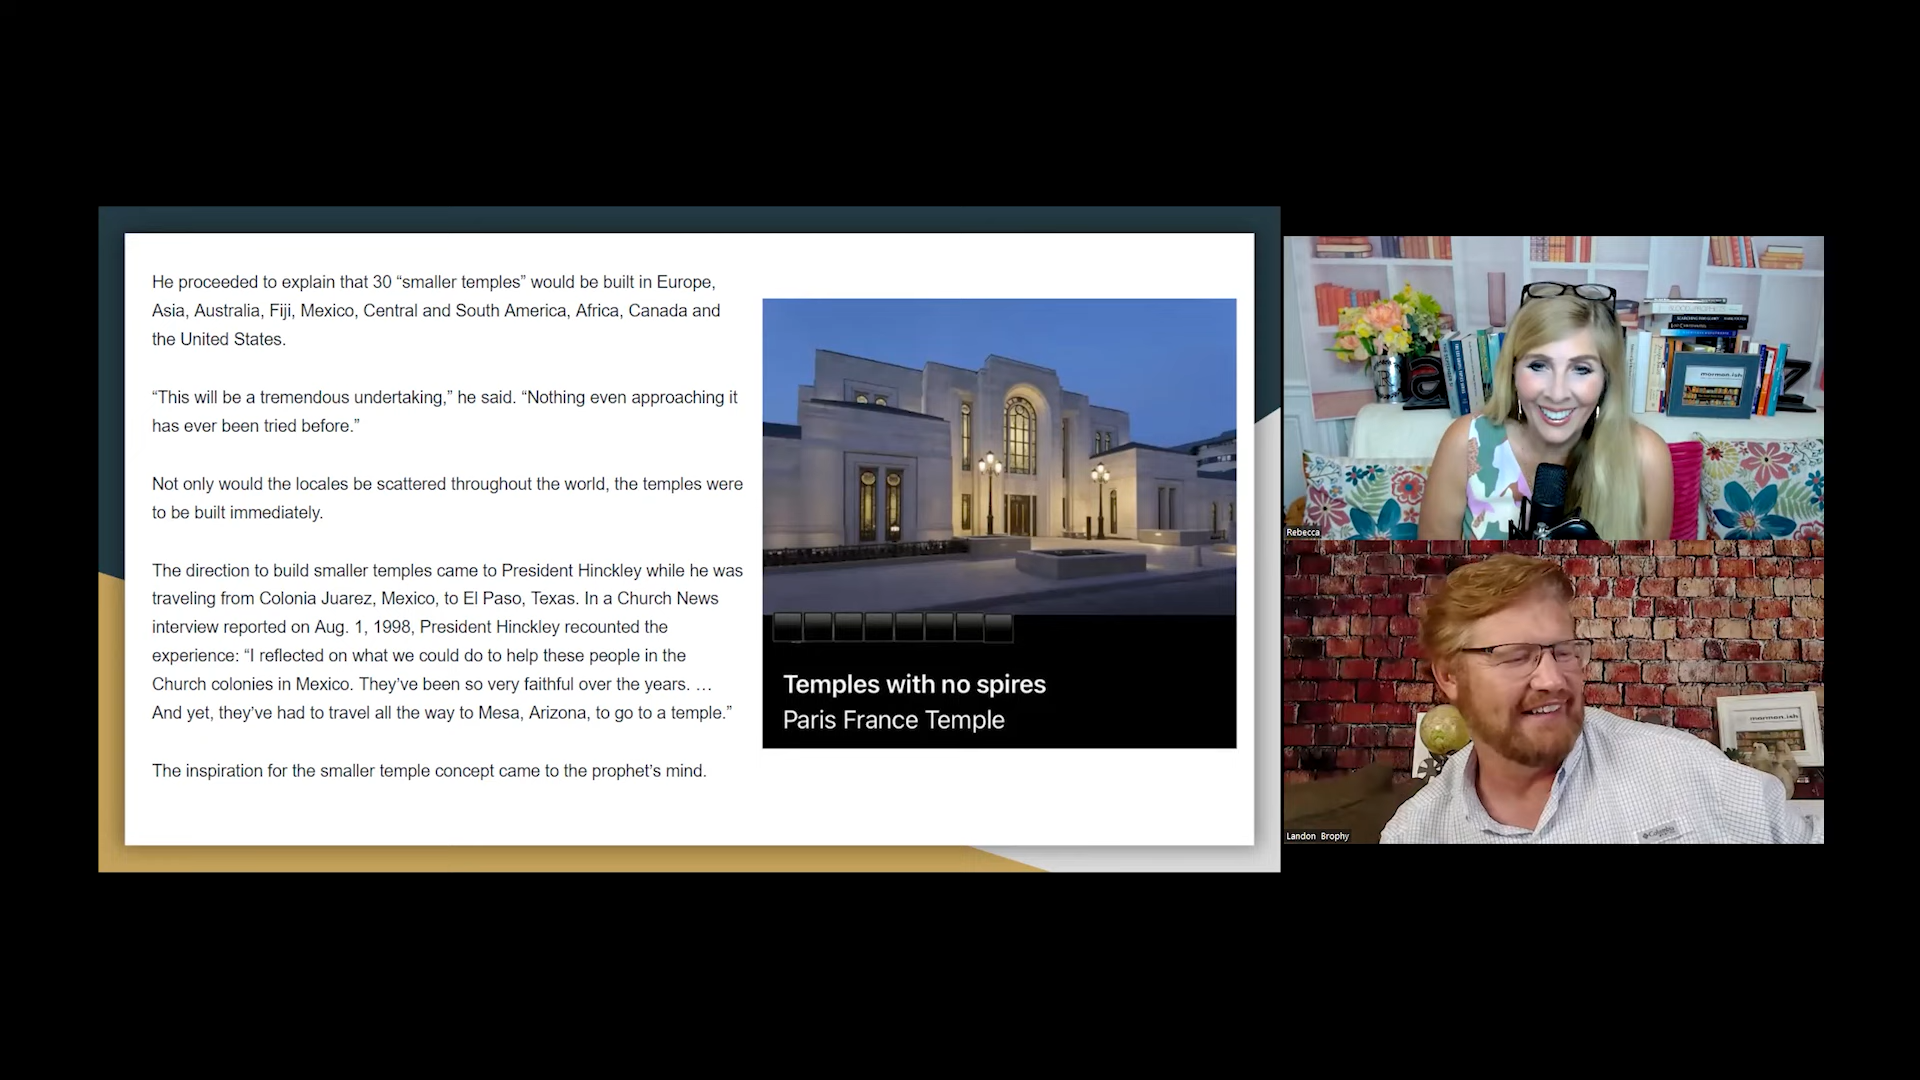 He proceeded to explain that 30 “smaller temples” would be built in Europe,
Asia, Australia, Fiji, Mexico, Central and South America, Africa, Canada and
the United States.
“This will be a tremendous undertaking,” he said. “Nothing even approaching it
has ever been tried before.”
Not only would the locales be scattered throughout the world, the temples were
to be built immediately.
The direction to build smaller temples came to President Hinckley while he was
traveling from Colonia Juarez, Mexico, to El Paso, Texas. In a Church News
interview reported on Aug. 1, 1998, President Hinckley recounted the
experience: “I reflected on what we could do to help these people in the
Church colonies in Mexico. They’ve been so very faithful over the years. …
And yet, they’ve had to travel all the way to Mesa, Arizona, to go to a temple.”
The inspiration for the smaller temple concept came to the prophet’s mind.
Temples with no spires
Paris France Temple
mormon.ish
Rebecca
mormon.ish
Columbia
Landon Brophy